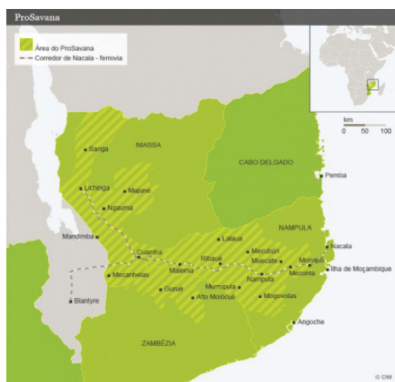 ProSavana
Área do ProSavana
Corredor de Nacala - ferrovia
km
0 50 100
NIASSA
Sanga
CABO DELGADO
Lichinga
Majune
Pemba
Ngauma
NAMPULA
Mandimba
Lalaua
Cuamba
Ribaué
Mecubúri
Muecate
Monapo
Nacala
Mecanhelas
Malema
Nampula
Meconta
Ilha de Moçambique
Gurue
Murrupula
Alto Molócue
Mogovolas
Blantyre
Angoche
ZAMBÉZIA
© DW